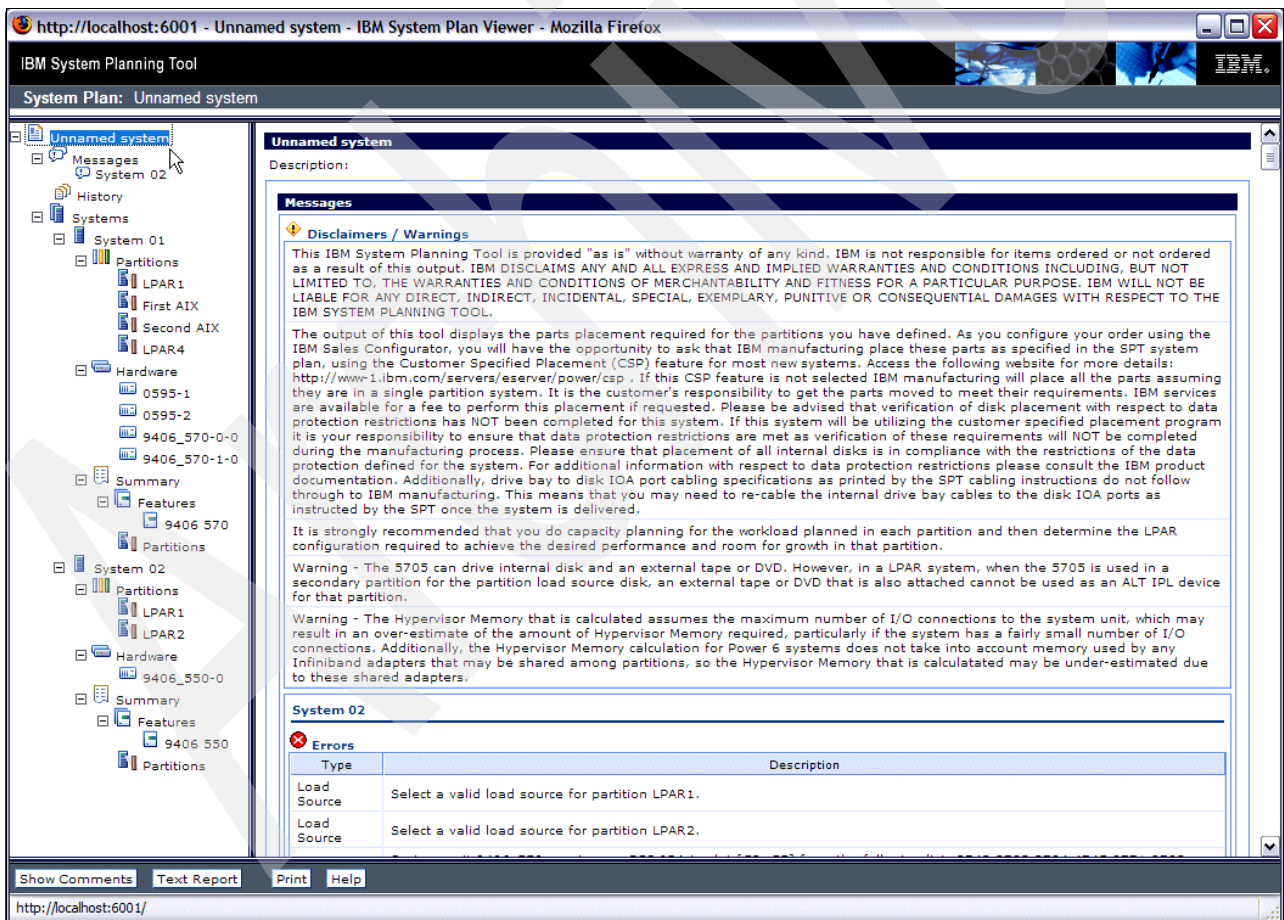 http://localhost:6001 - Unnamed system - IBM System Plan Viewer - Mozilla Firefox
IBM System Planning Tool
IBM.
System Plan: Unnamed system
Unnamed system
Messages
System 02
History
Systems
System 01
Partitions
LPAR1
First AIX
Second AIX
LPAR4
Hardware
0595-1
0595-2
9406_570-0-0
9406_570-1-0
Summary
Features
9406 570
Partitions
System 02
Partitions
LPAR1
LPAR2
Hardware
9406_550-0
Summary
Features
9406 550
Partitions
Unnamed system
Description:
Messages
Disclaimers / Warnings
This IBM System Planning Tool is provided "as is" without warranty of any kind. IBM is not responsible for items ordered or not ordered
as a result of this output. IBM DISCLAIMS ANY AND ALL EXPRESS AND IMPLIED WARRANTIES AND CONDITIONS INCLUDING, BUT NOT
LIMITED TO, THE WARRANTIES AND CONDITIONS OF MERCHANTABILITY AND FITNESS FOR A PARTICULAR PURPOSE. IBM WILL NOT BE
LIABLE FOR ANY DIRECT, INDIRECT, INCIDENTAL, SPECIAL, EXEMPLARY, PUNITIVE OR CONSEQUENTIAL DAMAGES WITH RESPECT TO THE
IBM SYSTEM PLANNING TOOL.
The output of this tool displays the parts placement required for the partitions you have defined. As you configure your order using the
IBM Sales Configurator, you will have the opportunity to ask that IBM manufacturing place these parts as specified in the SPT system
plan, using the Customer Specified Placement (CSP) feature for most new systems. Access the following website for more details:
http://www-1.ibm.com/servers/eserver/power/csp . If this CSP feature is not selected IBM manufacturing will place all the parts assuming
they are in a single partition system. It is the customer's responsibility to get the parts moved to meet their requirements. IBM services
are available for a fee to perform this placement if requested. Please be advised that verification of disk placement with respect to data
protection restrictions has NOT been completed for this system. If this system will be utilizing the customer specified placement program
it is your responsibility to ensure that data protection restrictions are met as verification of these requirements will NOT be completed
during the manufacturing process. Please ensure that placement of all internal disks is in compliance with the restrictions of the data
protection defined for the system. For additional information with respect to data protection restrictions please consult the IBM product
documentation. Additionally, drive bay to disk IOA port cabling specifications as printed by the SPT cabling instructions do not follow
through to IBM manufacturing. This means that you may need to re-cable the internal drive bay cables to the disk IOA ports as
instructed by the SPT once the system is delivered.
It is strongly recommended that you do capacity planning for the workload planned in each partition and then determine the LPAR
configuration required to achieve the desired performance and room for growth in that partition.
Warning - The 5705 can drive internal disk and an external tape or DVD. However, in a LPAR system, when the 5705 is used in a
secondary partition for the partition load source disk, an external tape or DVD that is also attached cannot be used as an ALT IPL device
for that partition.
Warning - The Hypervisor Memory that is calculated assumes the maximum number of I/O connections to the system unit, which may
result in an over-estimate of the amount of Hypervisor Memory required, particularly if the system has a fairly small number of I/O
connections. Additionally, the Hypervisor Memory calculation for Power 6 systems does not take into account memory used by any
Infiniband adapters that may be shared among partitions, so the Hypervisor Memory that is calculatated may be under-estimated due
to these shared adapters.
System 02
Errors
Type Description
Load
Source
Select a valid load source for partition LPAR1.
Load
Source
Select a valid load source for partition LPAR2.
Show Comments Text Report Print Help
http://localhost:6001/